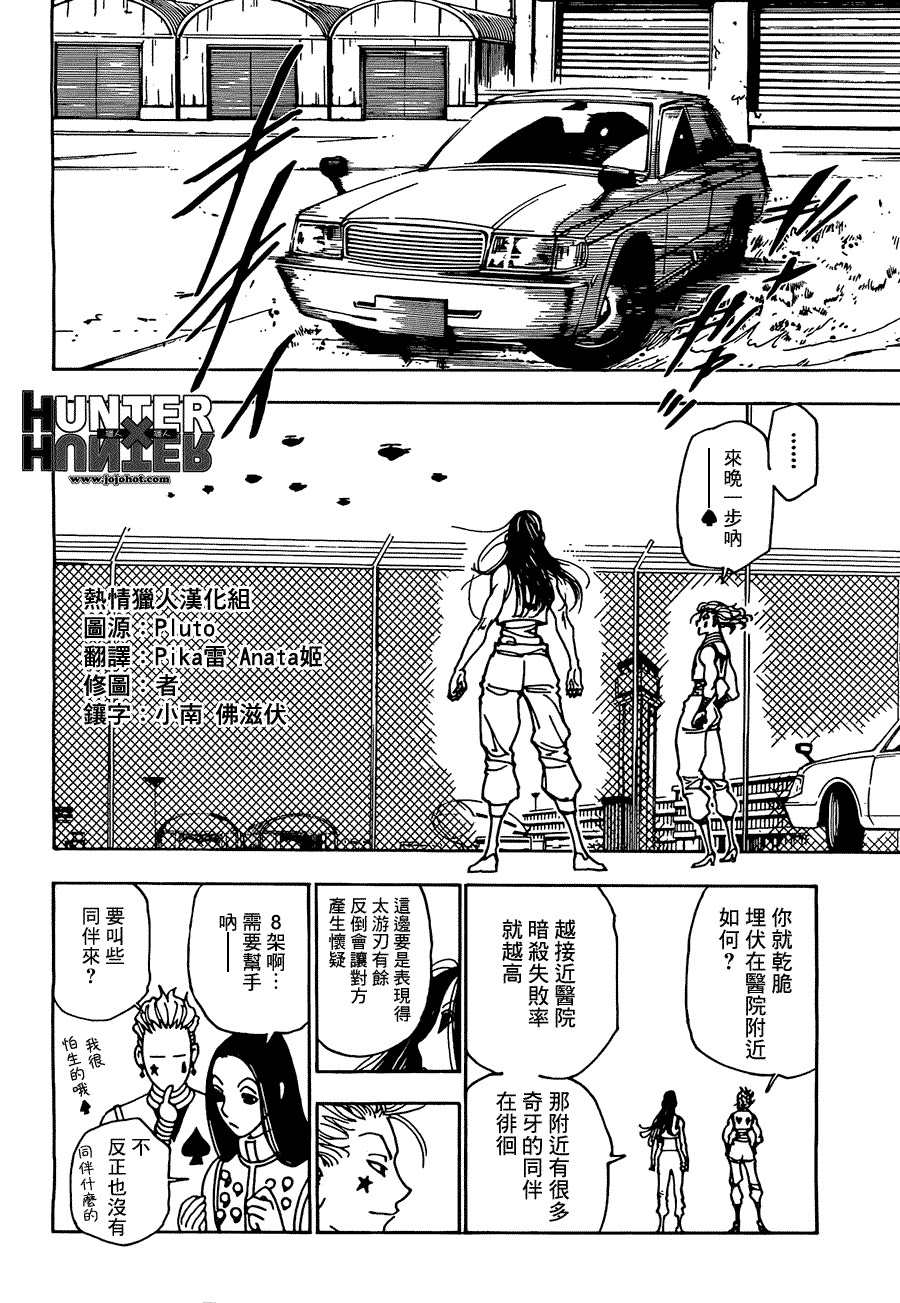 HUNTER
×
HUNTER
www.jojohot.com
……
來晚一步吶
——♠
熱情獵人漢化組
圖源：Pluto
翻譯：Pika雷 Anata姬
修圖：者
鑲字：小南 佛滋伏
你就乾脆
埋伏在醫院附近
如何？
越接近醫院
暗殺失敗率
就越高
那附近有很多
奇牙的同伴
在徘徊
這邊要是表現得
太游刃有餘
反倒會讓對方
產生懷疑
8架啊…
需要幫手
吶——
要叫些
同伴來？
我很
怕生的哦♠
不
反正也沒有
同伴什麼的